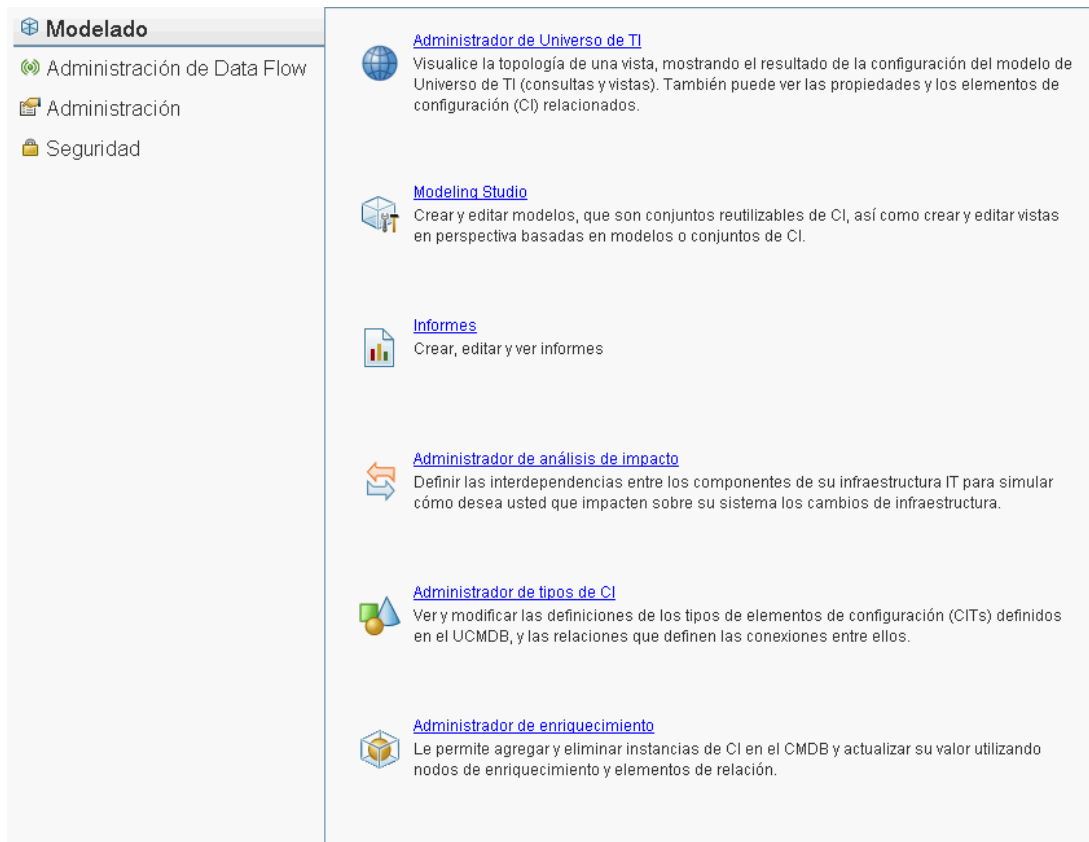 Modelado
Administración de Data Flow
Administración
Seguridad
Administrador de Universo de TI
Visualice la topología de una vista, mostrando el resultado de la configuración del modelo de
Universo de TI (consultas y vistas). También puede ver las propiedades y los elementos de
configuración (CI) relacionados.
Modeling Studio
Crear y editar modelos, que son conjuntos reutilizables de CI, así como crear y editar vistas
en perspectiva basadas en modelos o conjuntos de CI.
Informes
Crear, editar y ver informes
Administrador de análisis de impacto
Definir las interdependencias entre los componentes de su infraestructura IT para simular
cómo desea usted que impacten sobre su sistema los cambios de infraestructura.
Administrador de tipos de CI
Ver y modificar las definiciones de los tipos de elementos de configuración (CITs) definidos
en el UCMDB, y las relaciones que definen las conexiones entre ellos.
Administrador de enriquecimiento
Le permite agregar y eliminar instancias de CI en el CMDB y actualizar su valor utilizando
nodos de enriquecimiento y elementos de relación.